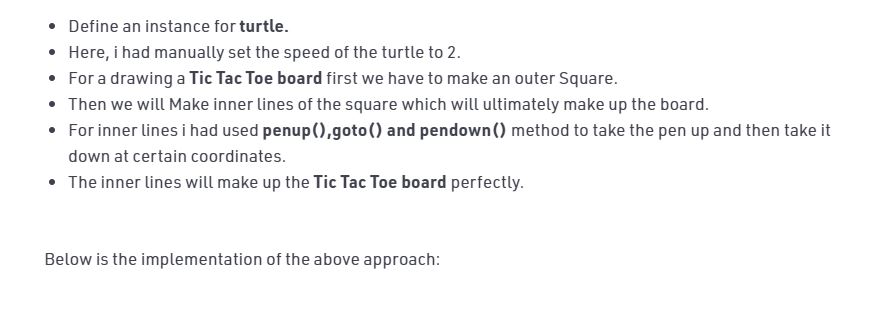 • Define an instance for turtle.
• Here, i had manually set the speed of the turtle to 2.
• For a drawing a Tic Tac Toe board first we have to make an outer Square.
• Then we will Make inner lines of the square which will ultimately make up the board.
• For inner lines i had used penup(),goto() and pendown() method to take the pen up and then take it
down at certain coordinates.
• The inner lines will make up the Tic Tac Toe board perfectly.
Below is the implementation of the above approach: